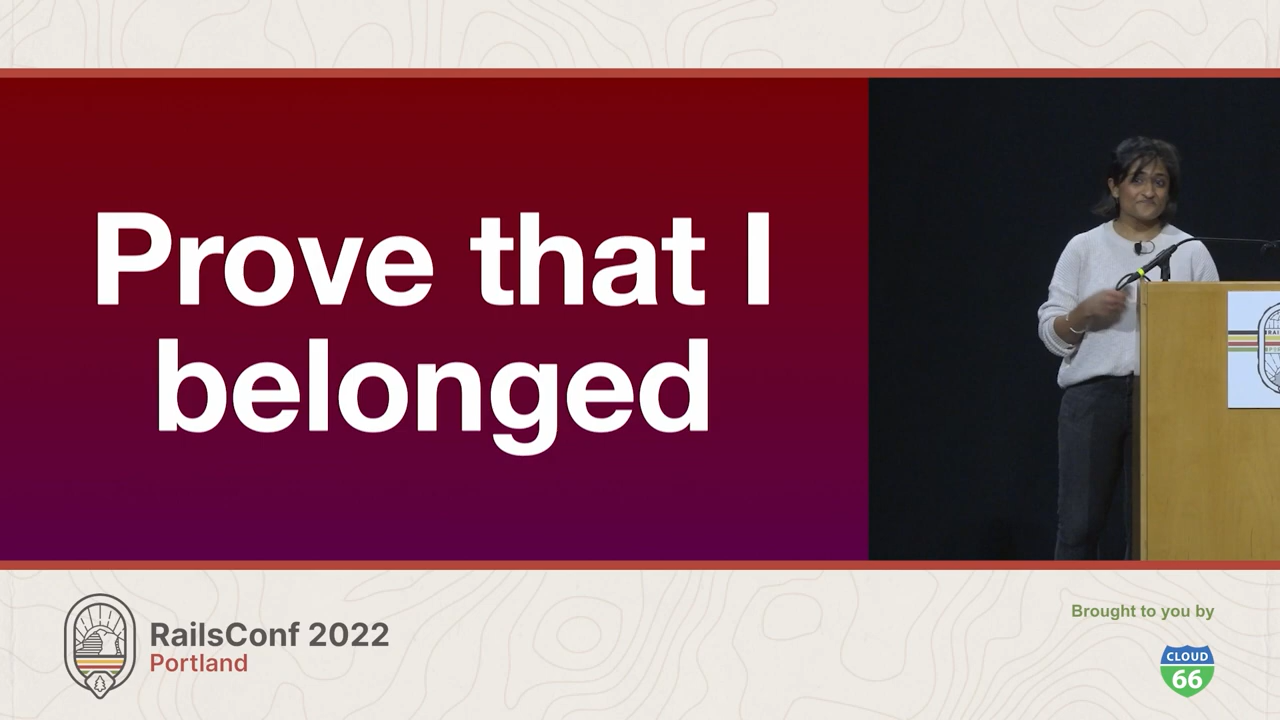 Prove that I
belonged
RailsConf 2022
Portland
Brought to you by
CLOUD
66